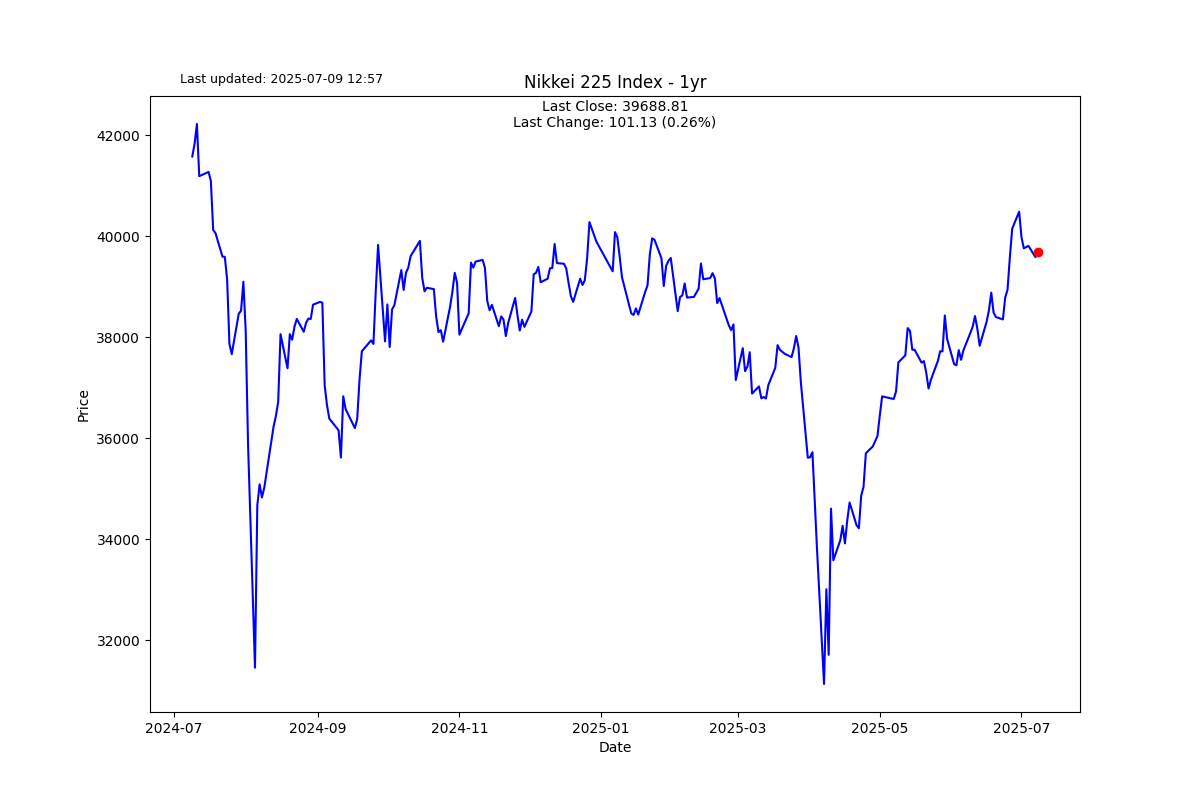 Last updated: 2025-07-09 12:57
Nikkei 225 Index - 1yr
Last Close: 39688.81
Last Change: 101.13 (0.26%)
42000
40000
38000
36000
34000
32000
Price
2024-07
2024-09
2024-11
2025-01
2025-03
2025-05
2025-07
Date